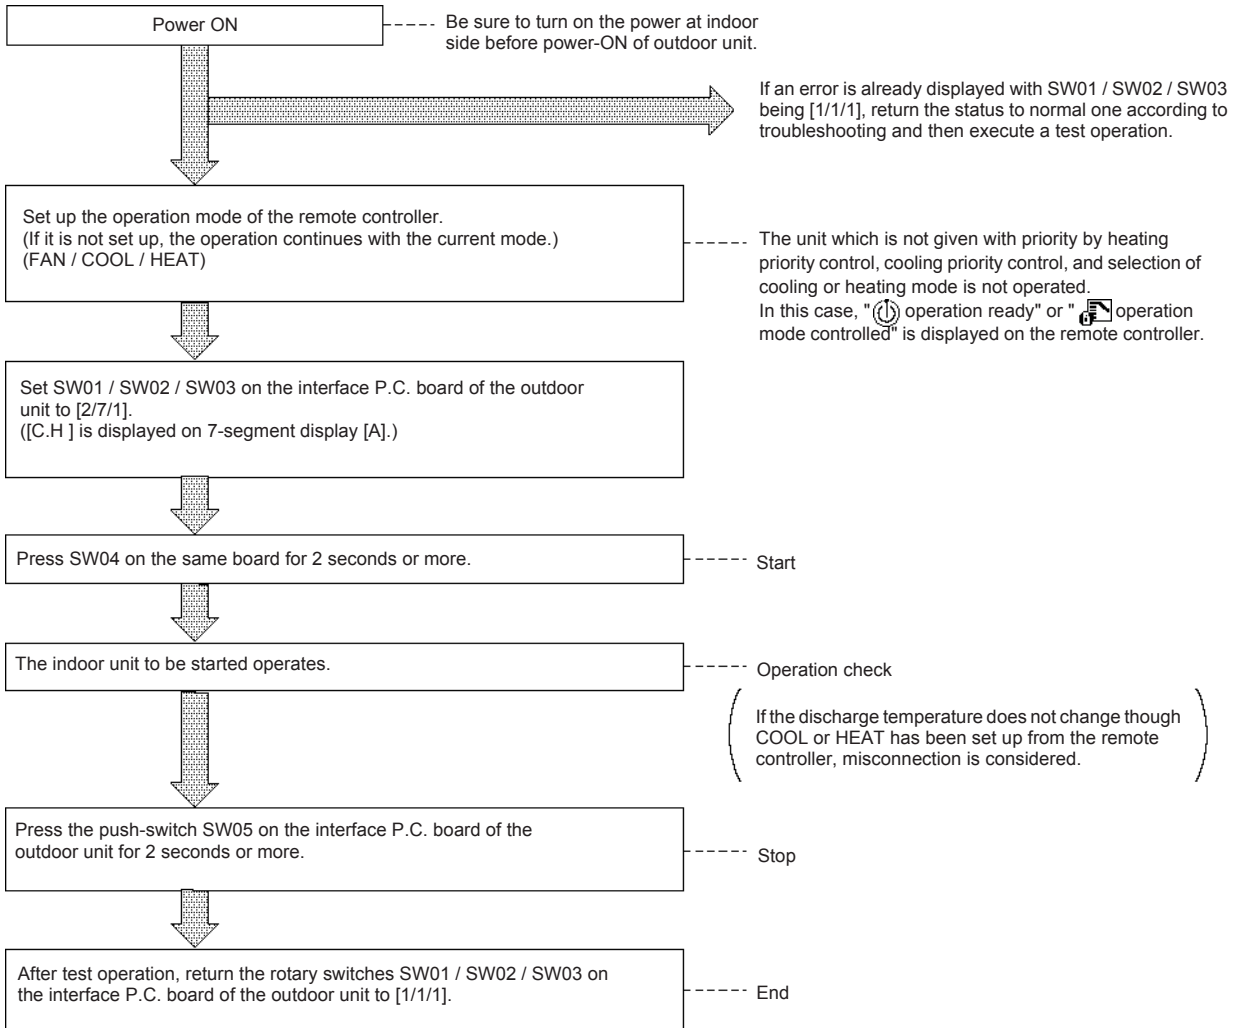 Power ON
Be sure to turn on the power at indoor
side before power-ON of outdoor unit.
If an error is already displayed with SW01 / SW02 / SW03
being [1/1/1], return the status to normal one according to
troubleshooting and then execute a test operation.
Set up the operation mode of the remote controller.
(If it is not set up, the operation continues with the current mode.)
(FAN / COOL / HEAT)
The unit which is not given with priority by heating
priority control, cooling priority control, and selection of
cooling or heating mode is not operated.
In this case, " operation ready" or " operation
mode controlled" is displayed on the remote controller.
Set SW01 / SW02 / SW03 on the interface P.C. board of the outdoor
unit to [2/7/1].
([C.H ] is displayed on 7-segment display [A].)
Press SW04 on the same board for 2 seconds or more.
Start
The indoor unit to be started operates.
Operation check
If the discharge temperature does not change though
COOL or HEAT has been set up from the remote
controller, misconnection is considered.
Press the push-switch SW05 on the interface P.C. board of the
outdoor unit for 2 seconds or more.
Stop
After test operation, return the rotary switches SW01 / SW02 / SW03 on
the interface P.C. board of the outdoor unit to [1/1/1].
End